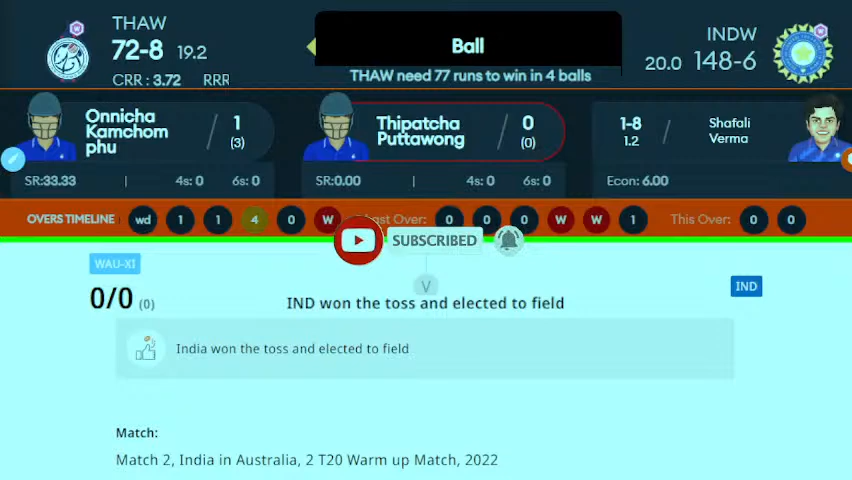 THAW
72-8 19.2
CRR : 3.72 RRR
Ball
THAW need 77 runs to win in 4 balls
INDW
20.0 148-6
Onnicha
Kamchom
phu
1
(3)
Thipatcha
Puttawong
0
(0)
1-8
1.2
Shafali
Verma
SR:33.33 | 4s: 0 6s: 0
SR:0.00 | 4s: 0 6s: 0
Econ: 6.00
OVERS TIMELINE wd 1 1 4 0 W Last Over: 0 0 0 W W 1 This Over: 0 0
SUBSCRIBED
WAU-XI
0/0 (0)
V
IND won the toss and elected to field
IND
India won the toss and elected to field
Match:
Match 2, India in Australia, 2 T20 Warm up Match, 2022